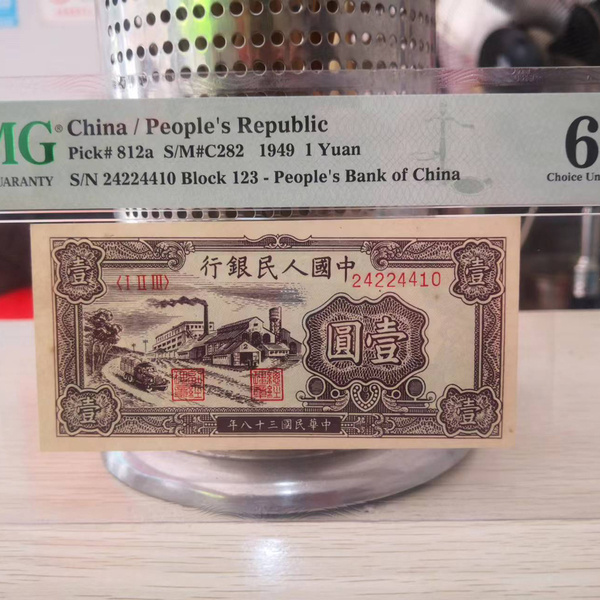 MG® China / People's Republic
Pick# 812a S/M#C282 1949 1 Yuan
UARANTY S/N 24224410 Block 123 - People's Bank of China
6
Choice Un
行銀民人國中
〈I II III〉 24224410
壹 壹
圓壹
壹 壹
年八十三國民華中